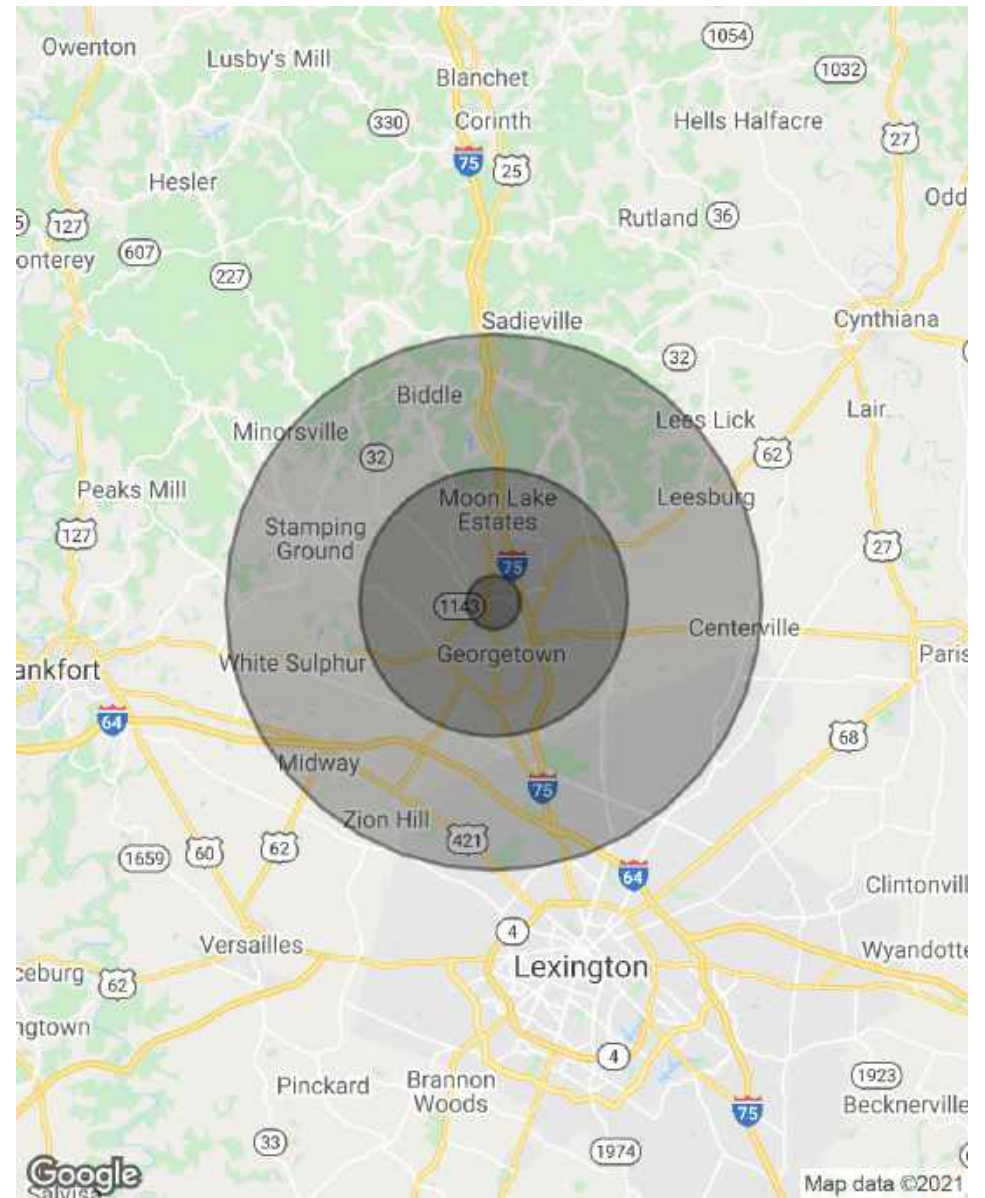 1054
Owenton
Lusby's Mill
1032
Blanchet
330
Corinth
Hells Halfacre
27
75
25
Hesler
Odd
Rutland
36
5
127
607
onterey
227
Sadieville
Cynthiana
32
Biddle
Lair
Lees Lick
Minorsville
32
62
Peaks Mill
Moon Lake
Estates
Leesburg
Stamping
Ground
127
27
75
1143
Centerville
Georgetown
Paris
White Sulphur
ankfort
64
68
Midway
75
Zion Hill
421
1659
60
62
64
Clintonvill
4
Versailles
Wyandotte
Lexington
ceburg
62
ngtown
4
1923
Pinckard
Brannon
Woods
75
Becknerville
33
1974
Google
Salvisa
Map data ©2021